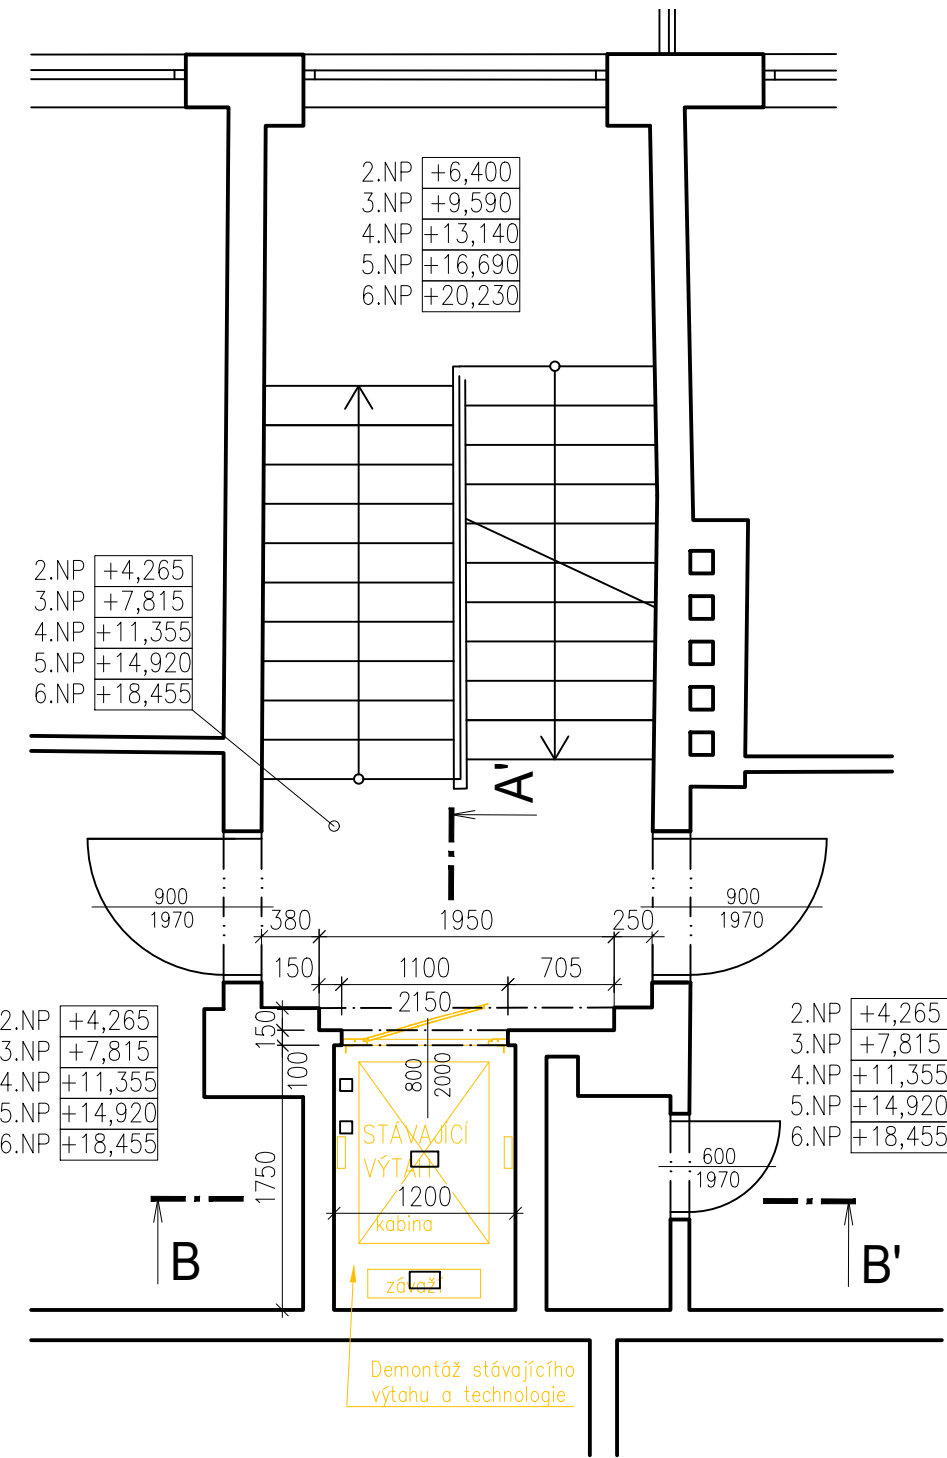 2.NP +6,400
3.NP +9,590
4.NP +13,140
5.NP +16,690
6.NP +20,230
2.NP +4,265
3.NP +7,815
4.NP +11,355
5.NP +14,920
6.NP +18,455
A'
900
1970
380
1950
250
900
1970
150
1100
705
2150
2.NP +4,265
3.NP +7,815
4.NP +11,355
5.NP +14,920
6.NP +18,455
150
100
1750
800
2000
STÁVAJÍCÍ
VÝTAH
1200
kabina
závaží
2.NP +4,265
3.NP +7,815
4.NP +11,355
5.NP +14,920
6.NP +18,455
600
1970
B
B'
Demontáž stávajícího
výtahu a technologie